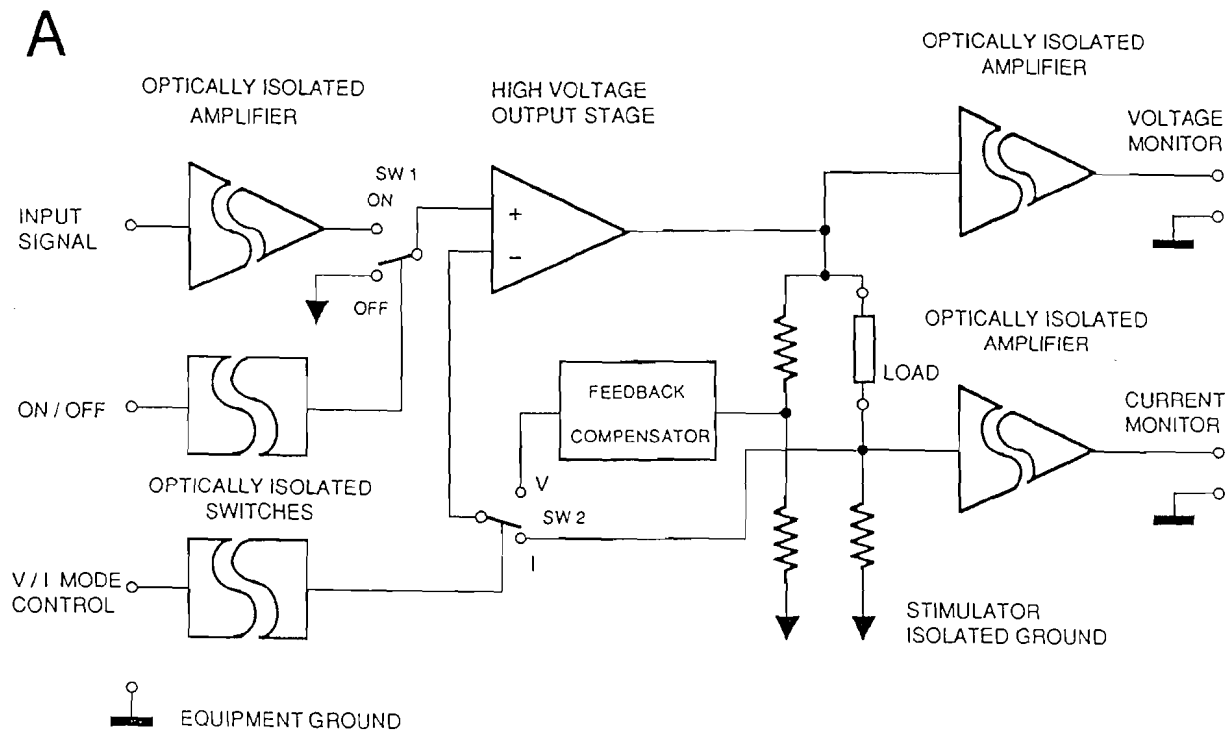 A
OPTICALLY ISOLATED
AMPLIFIER
HIGH VOLTAGE
OUTPUT STAGE
OPTICALLY ISOLATED
AMPLIFIER
VOLTAGE
MONITOR
SW 1
ON
INPUT
SIGNAL
+
−
OFF
OPTICALLY ISOLATED
AMPLIFIER
LOAD
FEEDBACK
COMPENSATOR
ON / OFF
CURRENT
MONITOR
OPTICALLY ISOLATED
SWITCHES
V
SW 2
I
V / I MODE
CONTROL
STIMULATOR
ISOLATED GROUND
EQUIPMENT GROUND